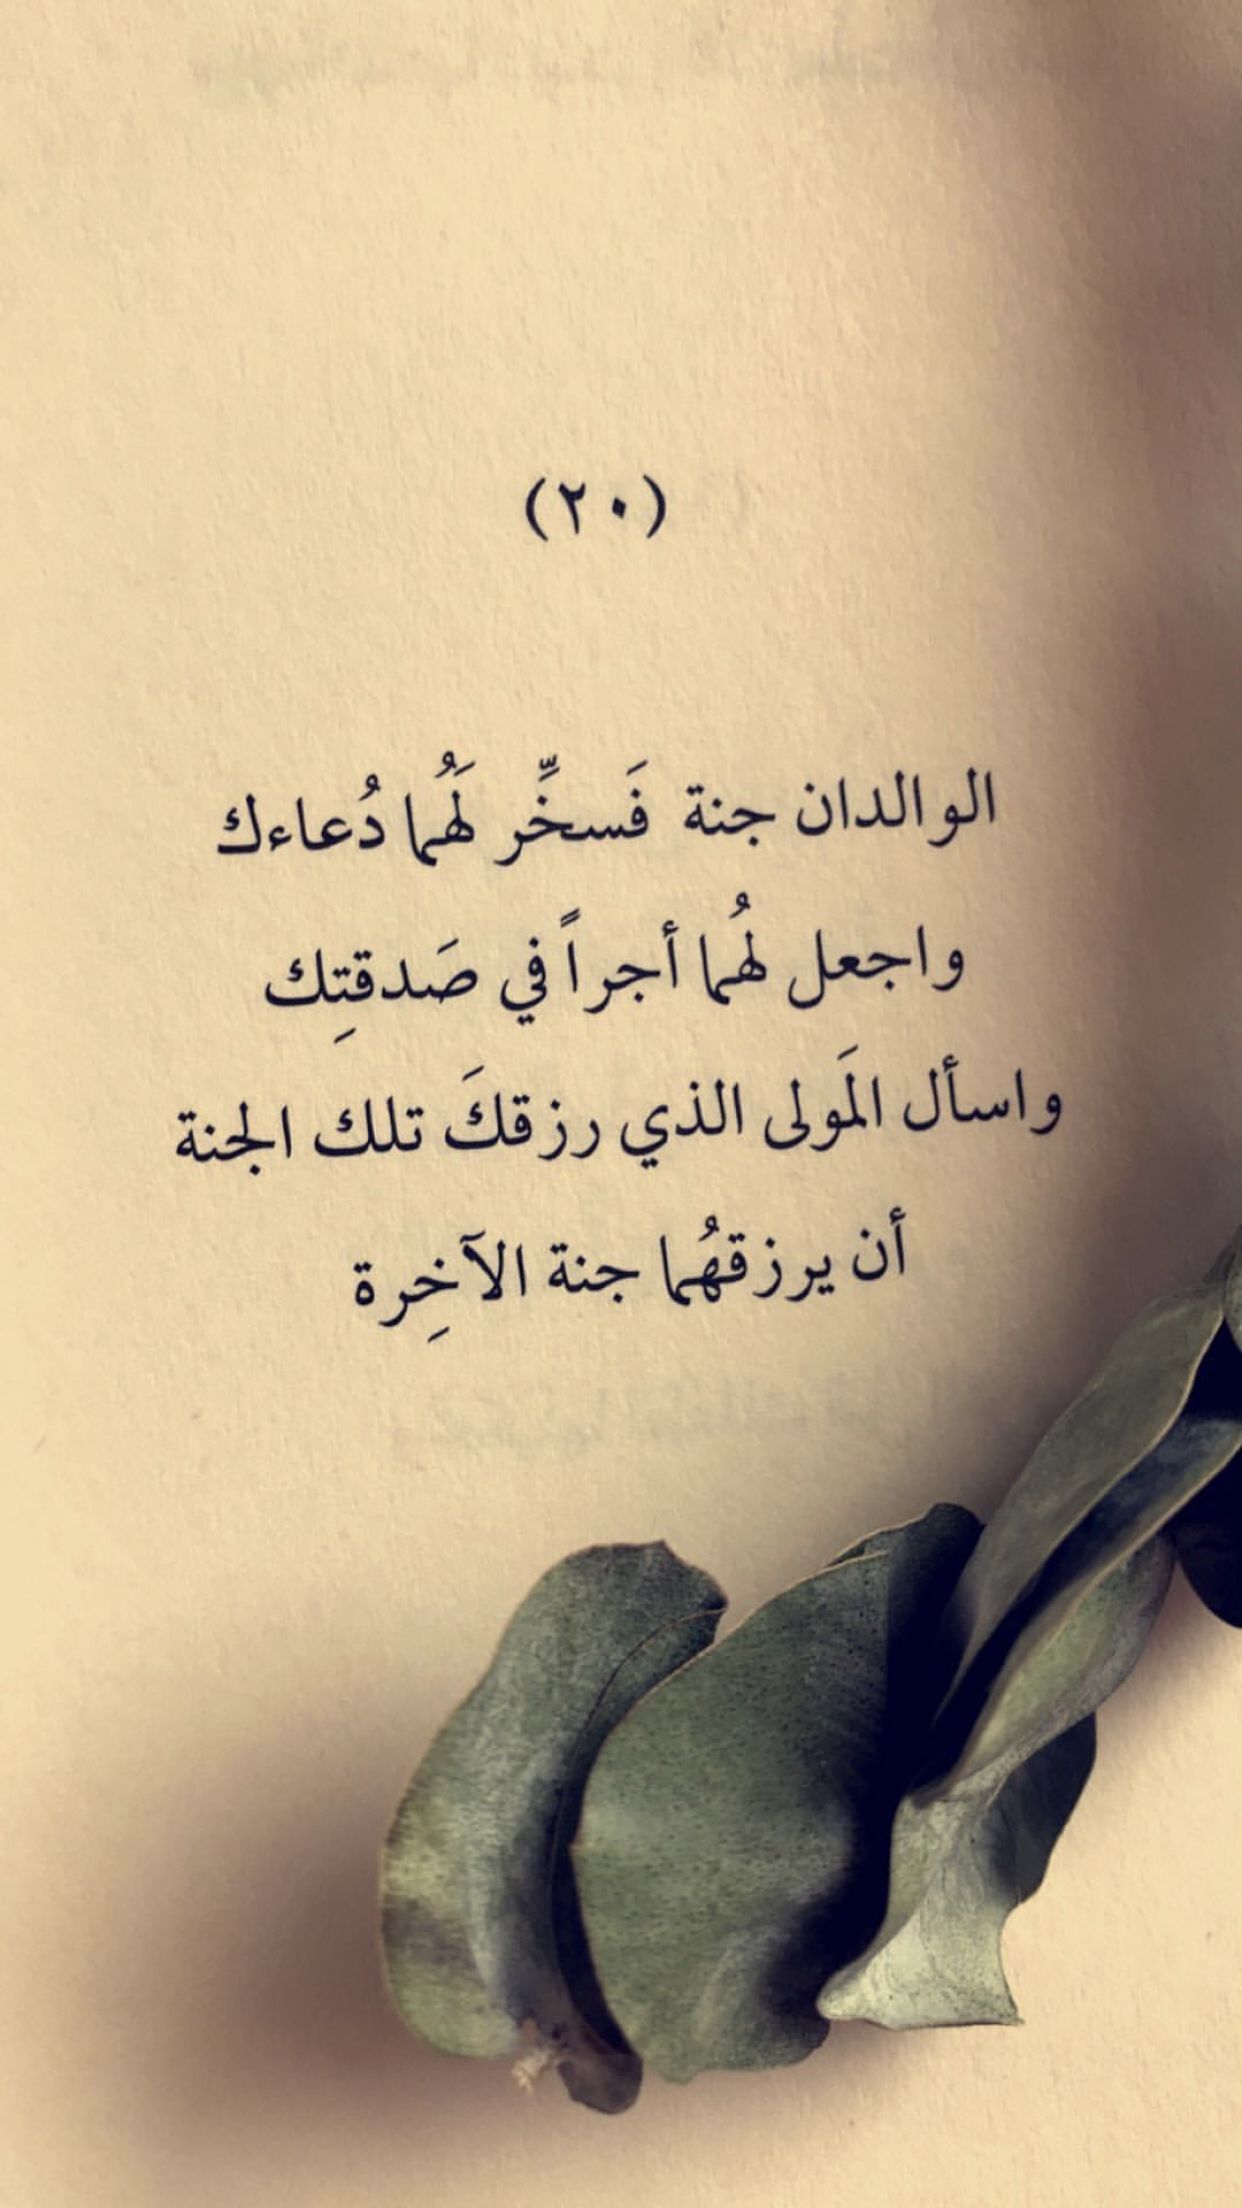 (٢٠)
الوالدان جنة فَسخِّر لَهُما دُعاءك
واجعل لهُما أجراً في صَدقتِك
واسأل المَولى الذي رزقكَ تلك الجنة
أن يرزقهُما جنة الآخِرة